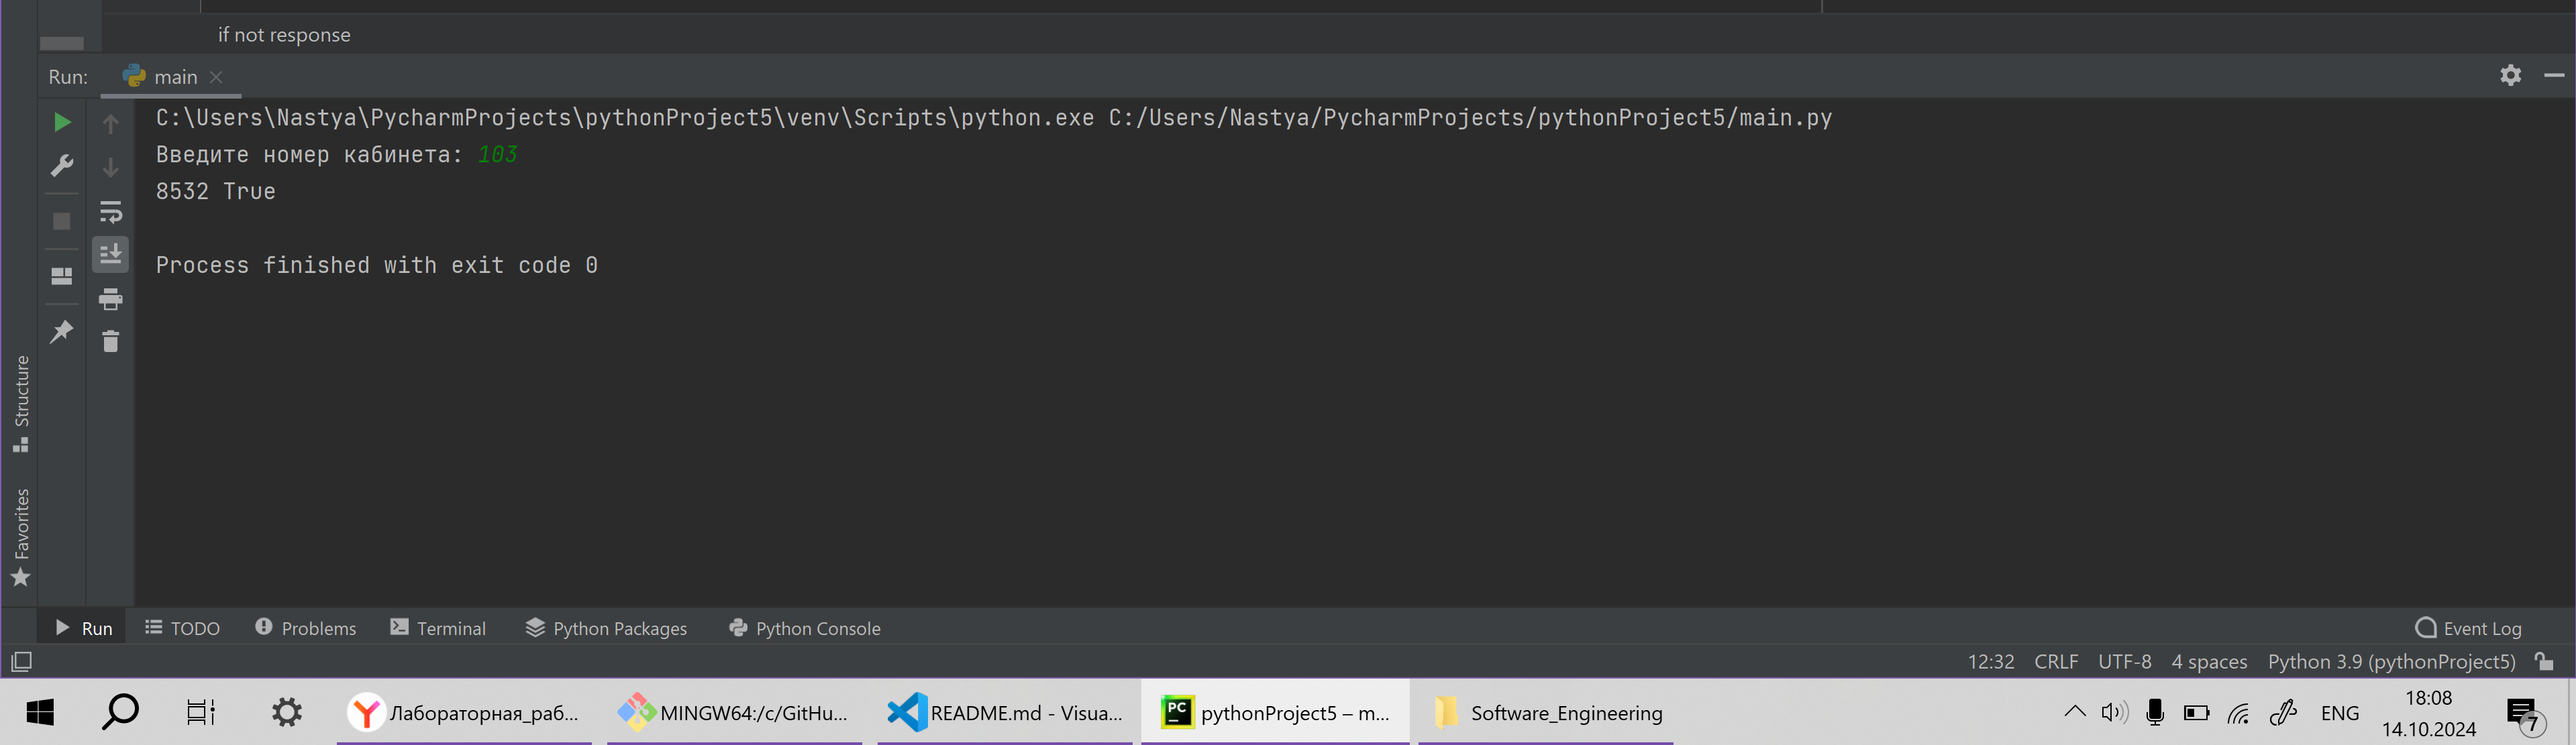 if not response
Run: main
C:\Users\Nastya\PycharmProjects\pythonProject5\venv\Scripts\python.exe C:/Users/Nastya/PycharmProjects/pythonProject5/main.py
Введите номер кабинета: 103
8532 True
Process finished with exit code 0
Structure
Favorites
Run TODO Problems Terminal Python Packages Python Console Event Log
12:32 CRLF UTF-8 4 spaces Python 3.9 (pythonProject5)
Лабораторная_раб... MINGW64:/c/GitHu... README.md - Visua... PC pythonProject5 – m... Software_Engineering ENG 18:08
14.10.2024 7